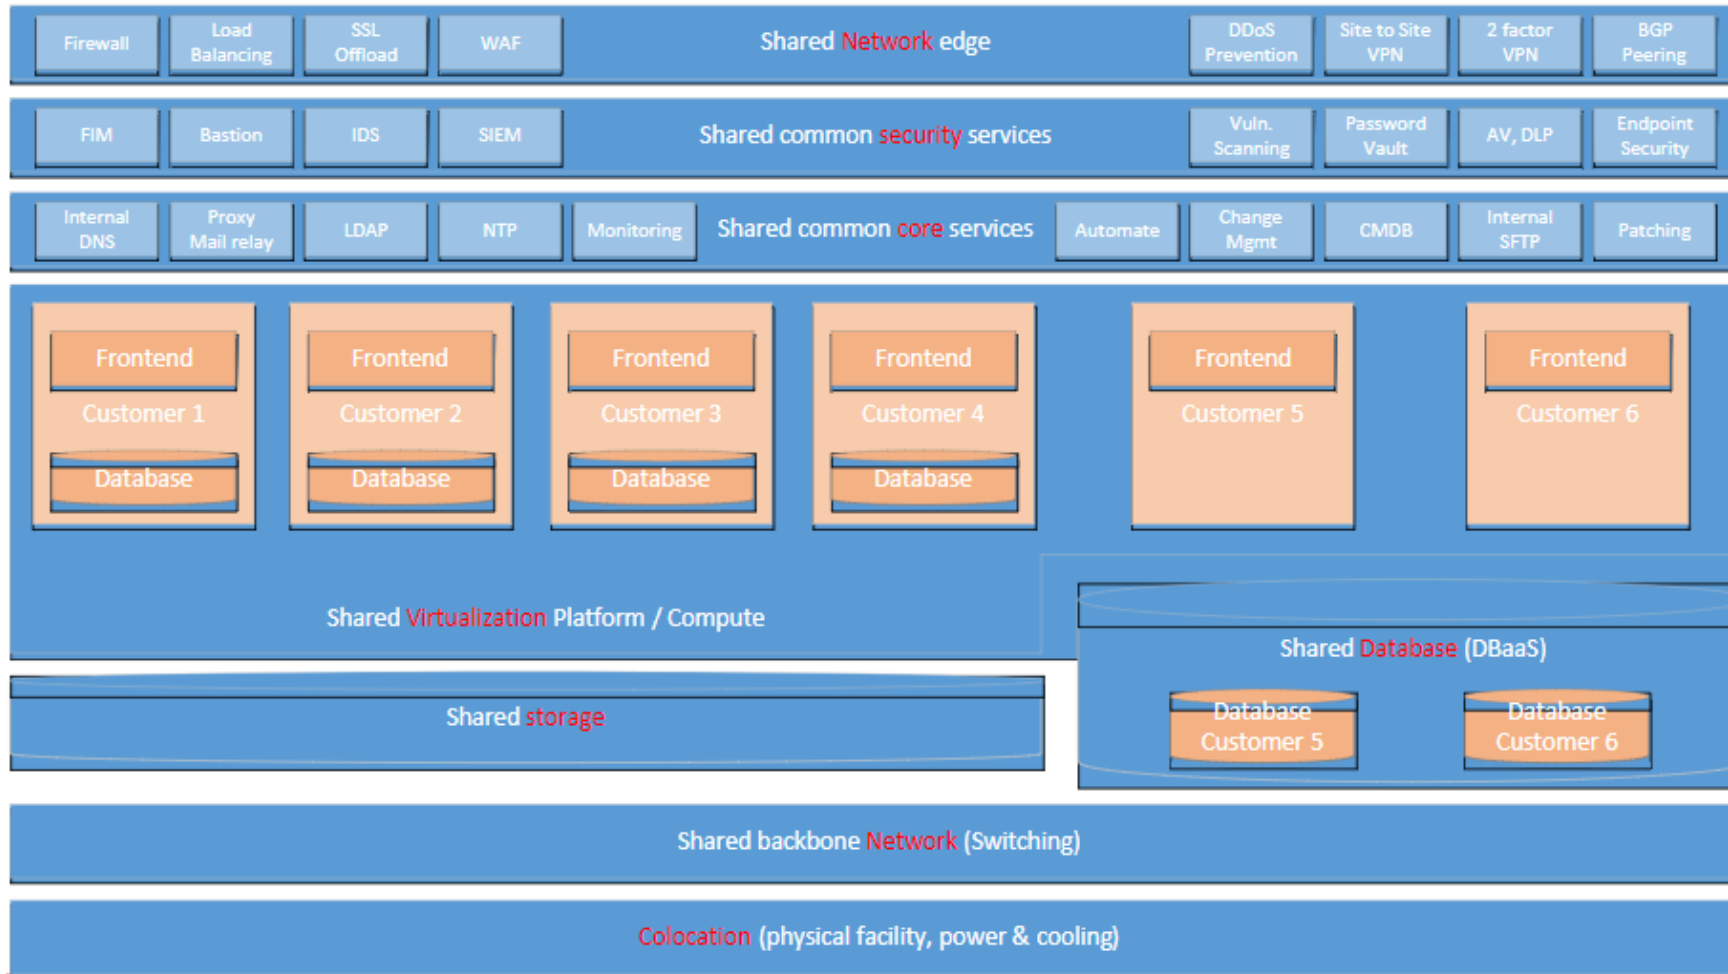 Firewall
Load
Balancing
SSL
Offload
WAF
Shared Network edge
DDoS
Prevention
Site to Site
VPN
2 factor
VPN
BGP
Peering
FIM
Bastion
IDS
SIEM
Shared common security services
Vuln.
Scanning
Password
Vault
AV, DLP
Endpoint
Security
Internal
DNS
Proxy
Mail relay
LDAP
NTP
Monitoring
Shared common core services
Automate
Change
Mgmt
CMDB
Internal
SFTP
Patching
Frontend
Customer 1
Database
Frontend
Customer 2
Database
Frontend
Customer 3
Database
Frontend
Customer 4
Database
Frontend
Customer 5
Frontend
Customer 6
Shared Virtualization Platform / Compute
Shared Database (DBaaS)
Database
Customer 5
Database
Customer 6
Shared storage
Shared backbone Network (Switching)
Colocation (physical facility, power & cooling)